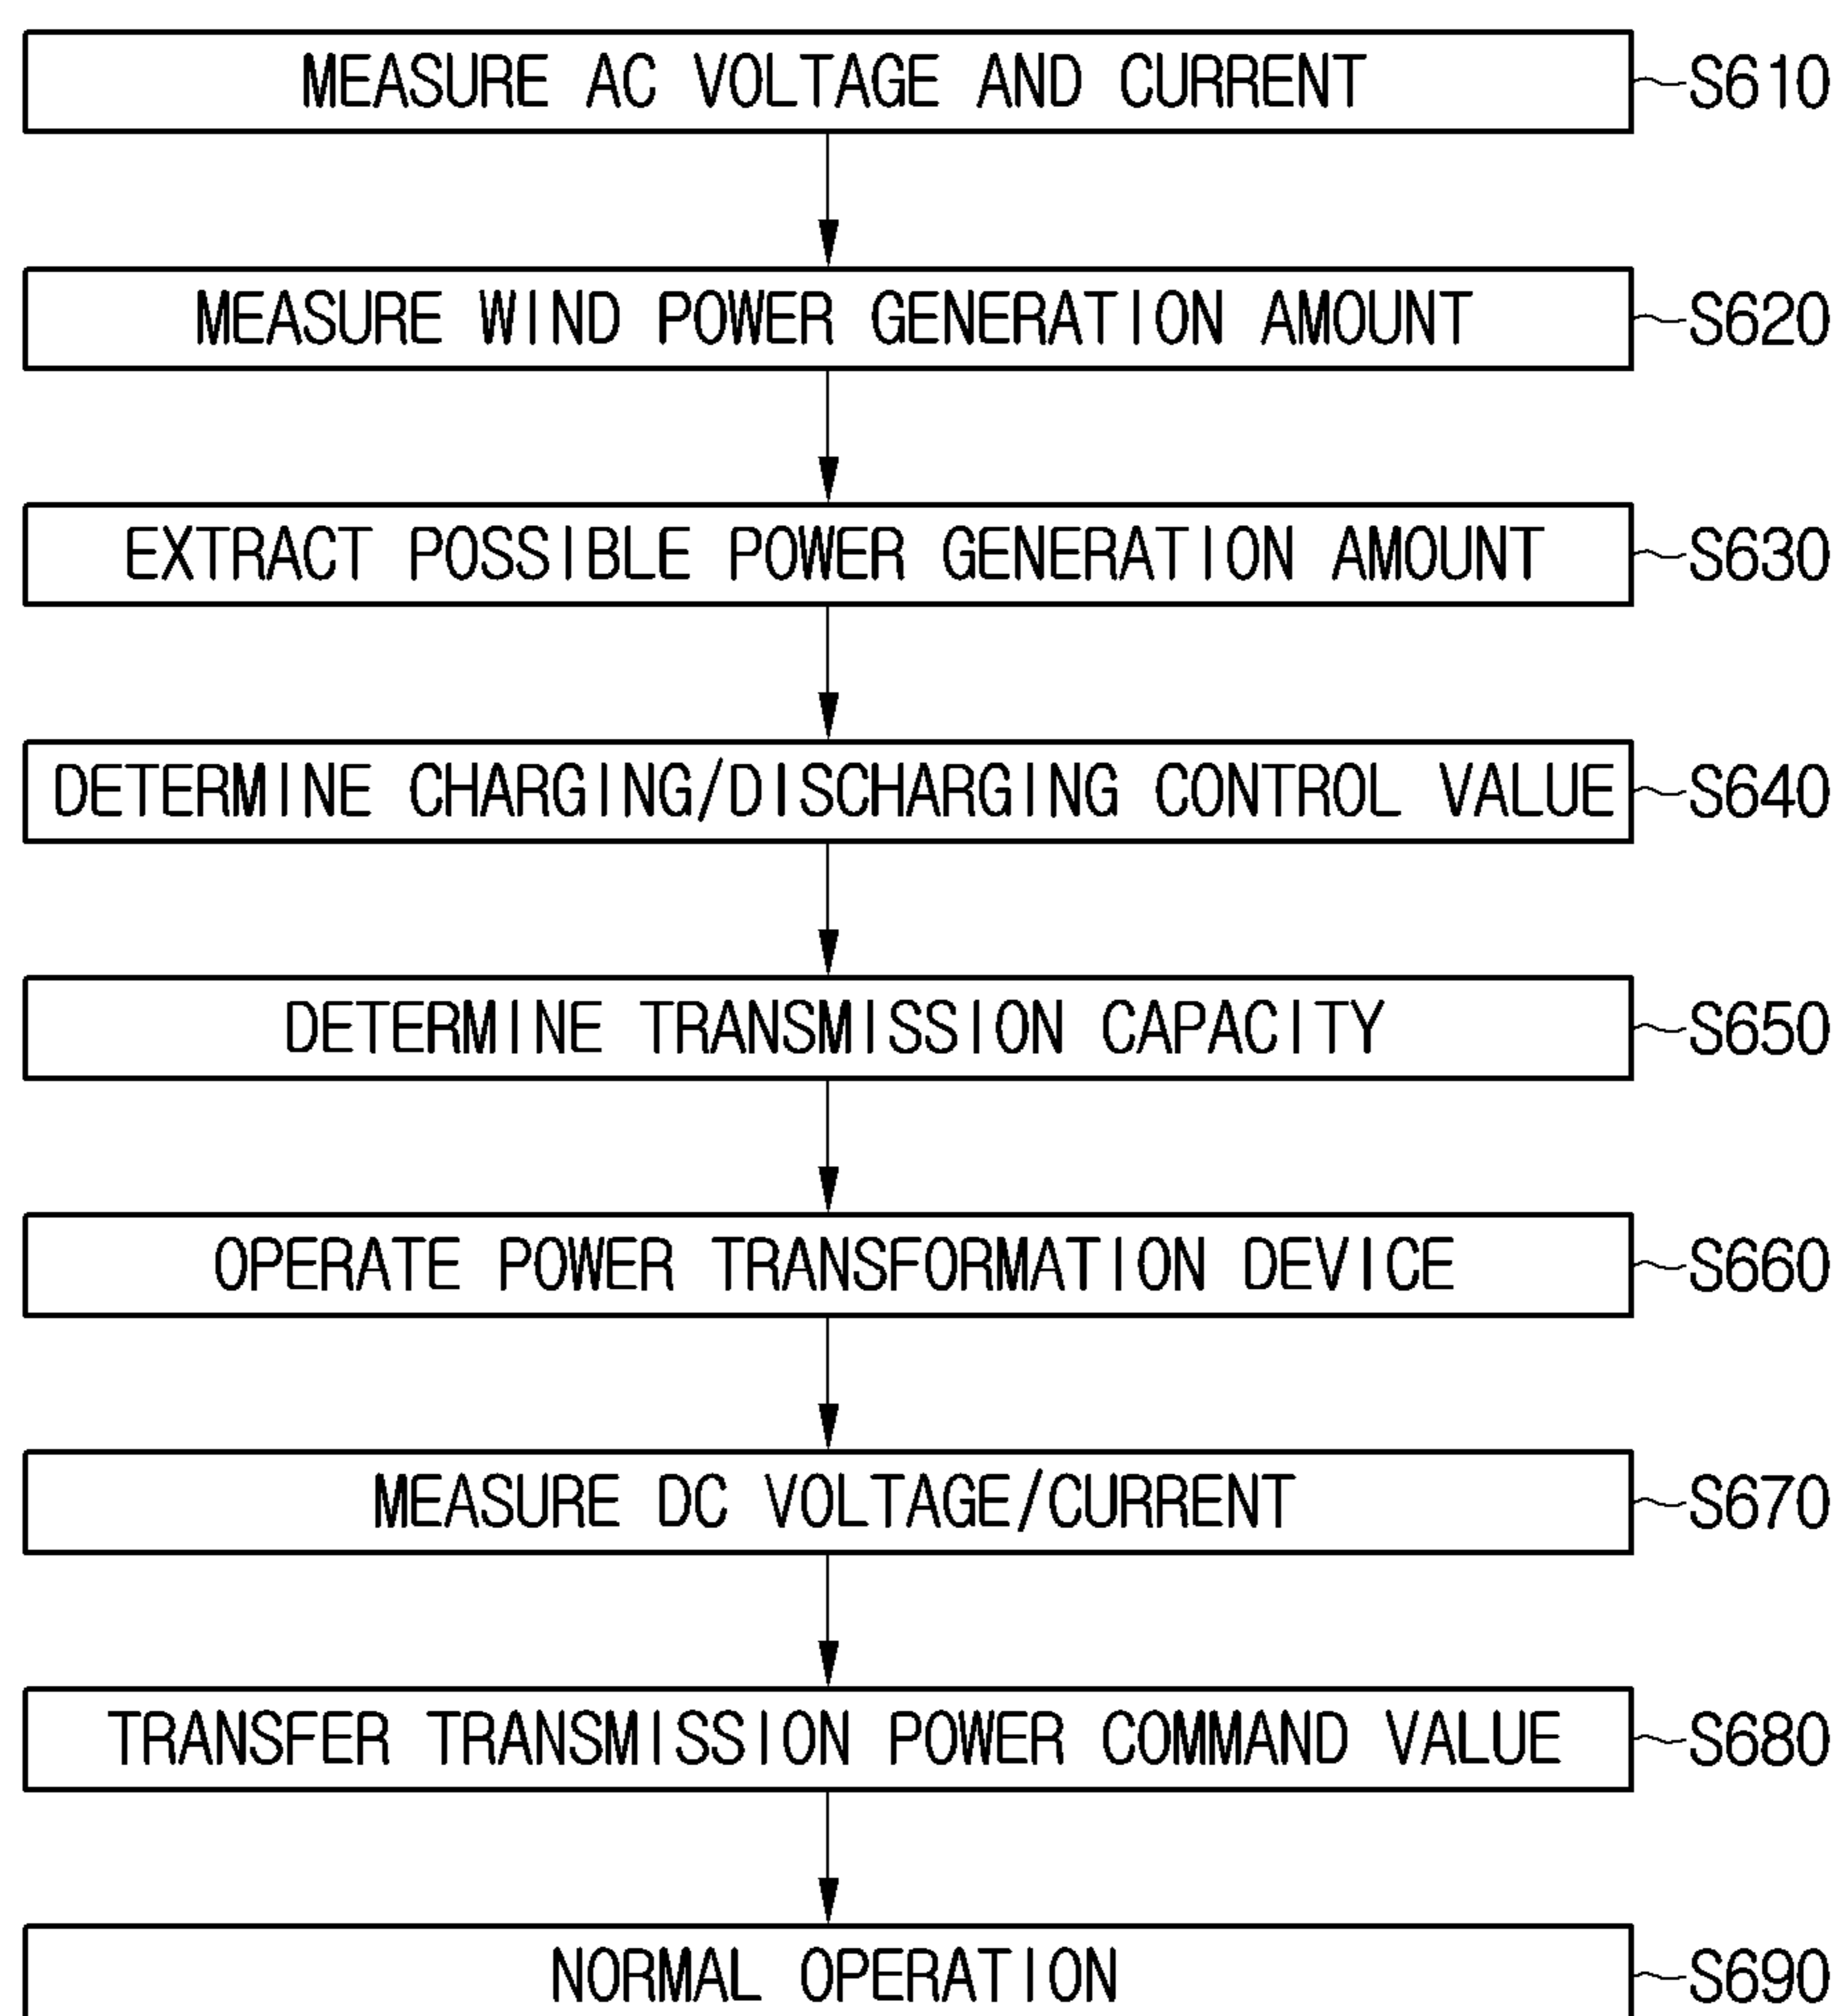 MEASURE AC VOLTAGE AND CURRENT S610
MEASURE WIND POWER GENERATION AMOUNT S620
EXTRACT POSSIBLE POWER GENERATION AMOUNT S630
DETERMINE CHARGING/DISCHARGING CONTROL VALUE S640
DETERMINE TRANSMISSION CAPACITY S650
OPERATE POWER TRANSFORMATION DEVICE S660
MEASURE DC VOLTAGE/CURRENT S670
TRANSFER TRANSMISSION POWER COMMAND VALUE S680
NORMAL OPERATION S690